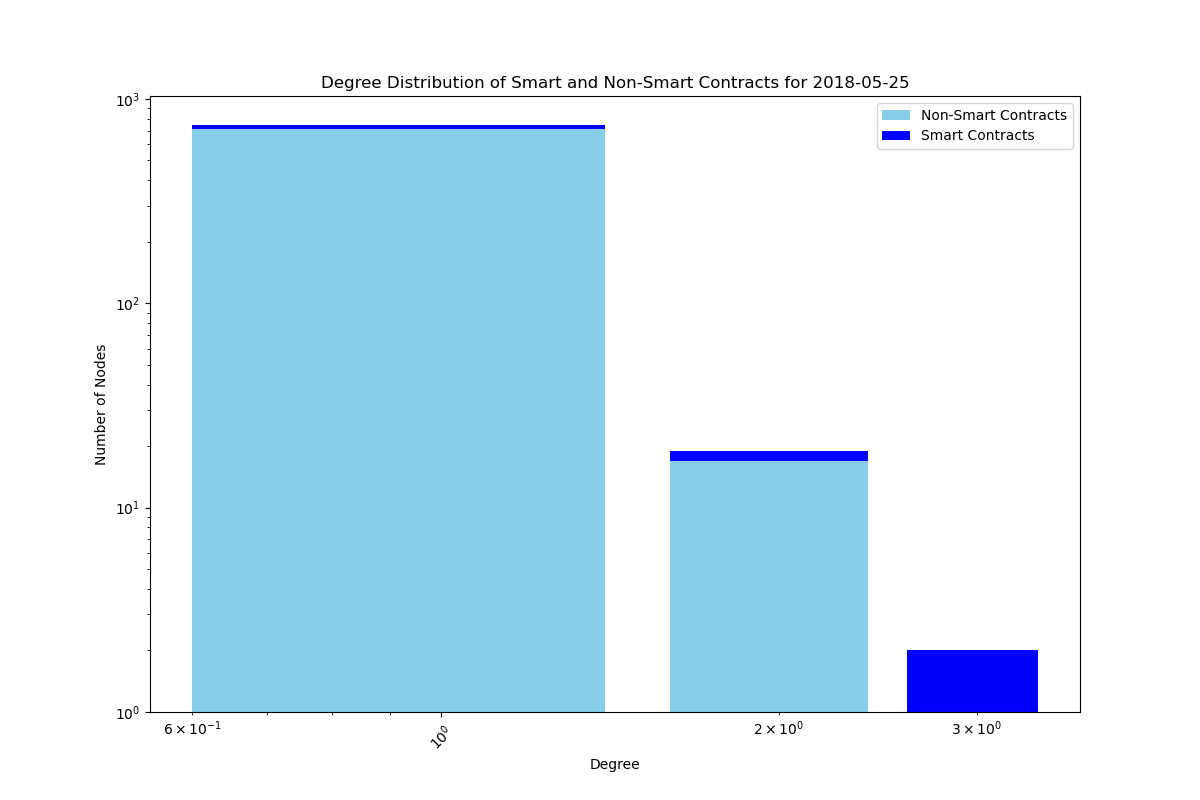 Degree Distribution of Smart and Non-Smart Contracts for 2018-05-25
Non-Smart Contracts
Smart Contracts
10³
10²
10¹
10⁰
Number of Nodes
6 × 10⁻¹
10⁰
2 × 10⁰
3 × 10⁰
Degree